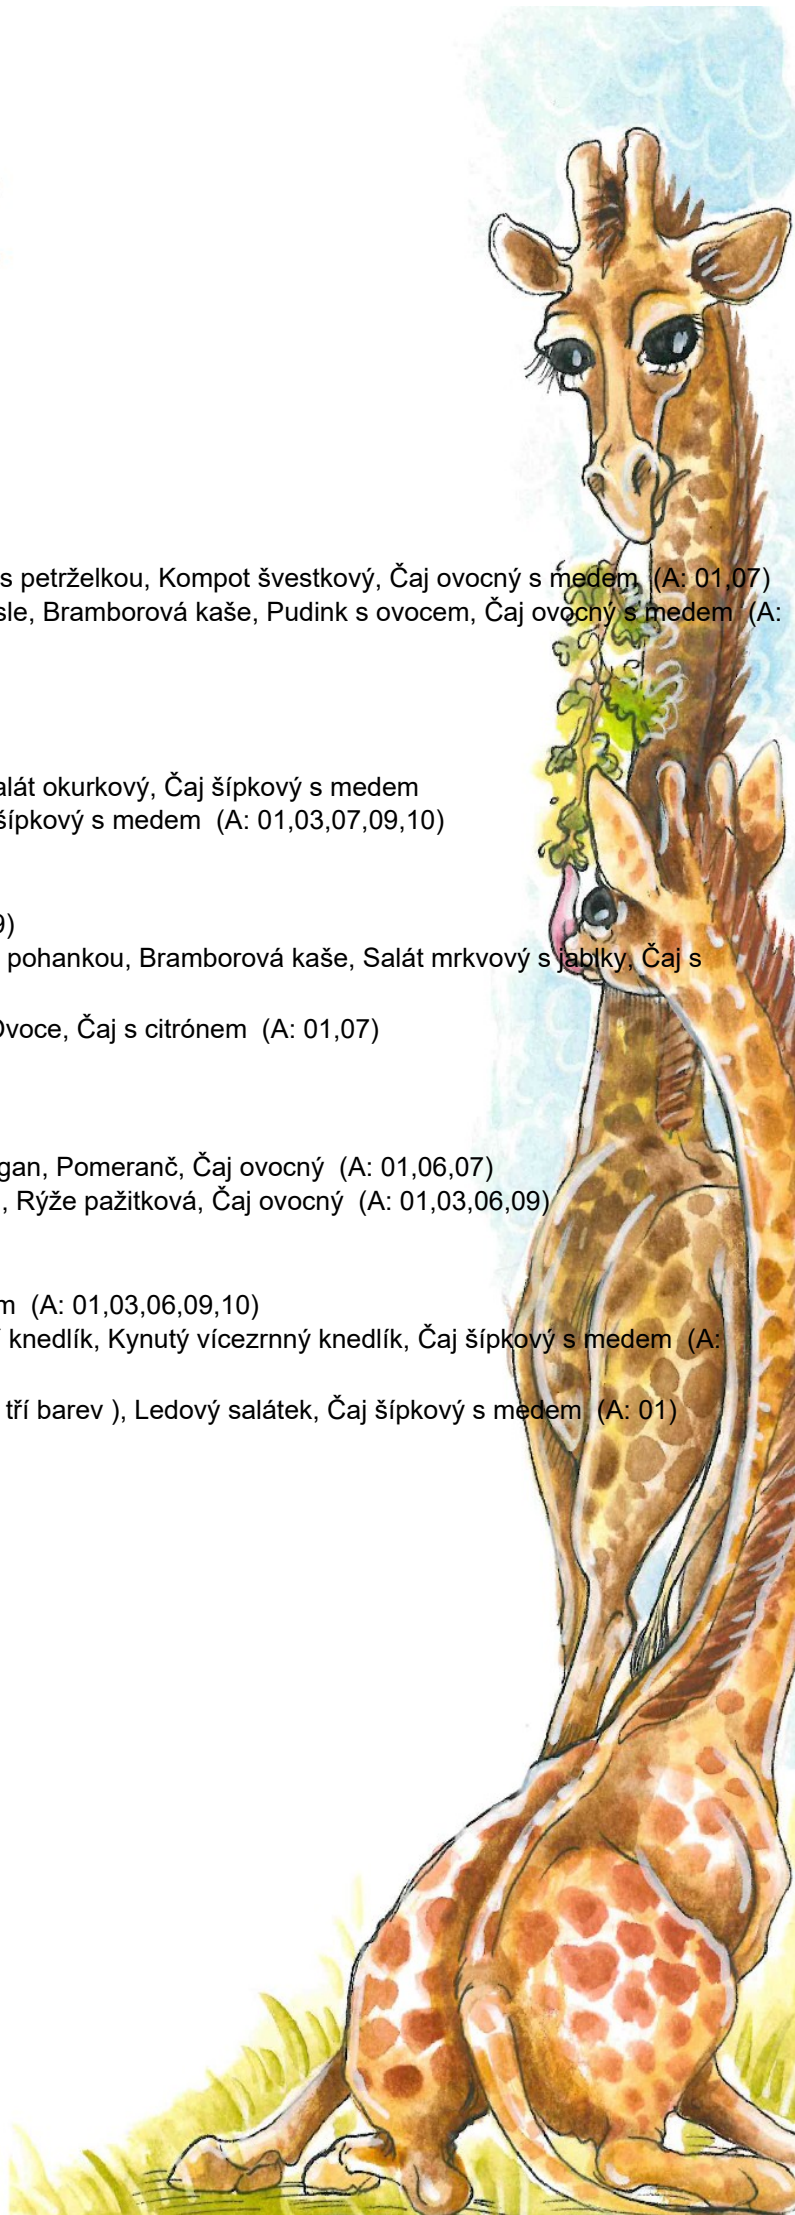 s petrželkou, Kompot švestkový, Čaj ovocný s medem (A: 01,07)
sle, Bramborová kaše, Pudink s ovocem, Čaj ovocný s medem (A:
alát okurkový, Čaj šípkový s medem
šípkový s medem (A: 01,03,07,09,10)
9)
pohankou, Bramborová kaše, Salát mrkvový s jablky, Čaj s
Ovoce, Čaj s citrónem (A: 01,07)
gan, Pomeranč, Čaj ovocný (A: 01,06,07)
, Rýže pažitková, Čaj ovocný (A: 01,03,06,09)
m (A: 01,03,06,09,10)
knedlík, Kynutý vícezrnný knedlík, Čaj šípkový s medem (A:
tří barev ), Ledový salátek, Čaj šípkový s medem (A: 01)